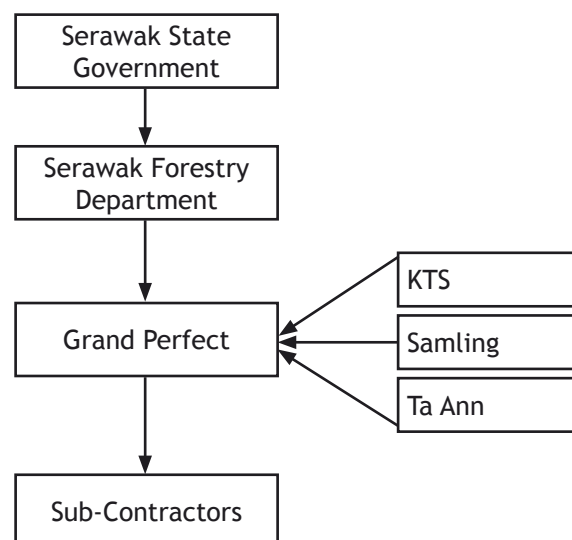 Serawak State
Government
Serawak Forestry
Department
Grand Perfect
KTS
Samling
Ta Ann
Sub-Contractors